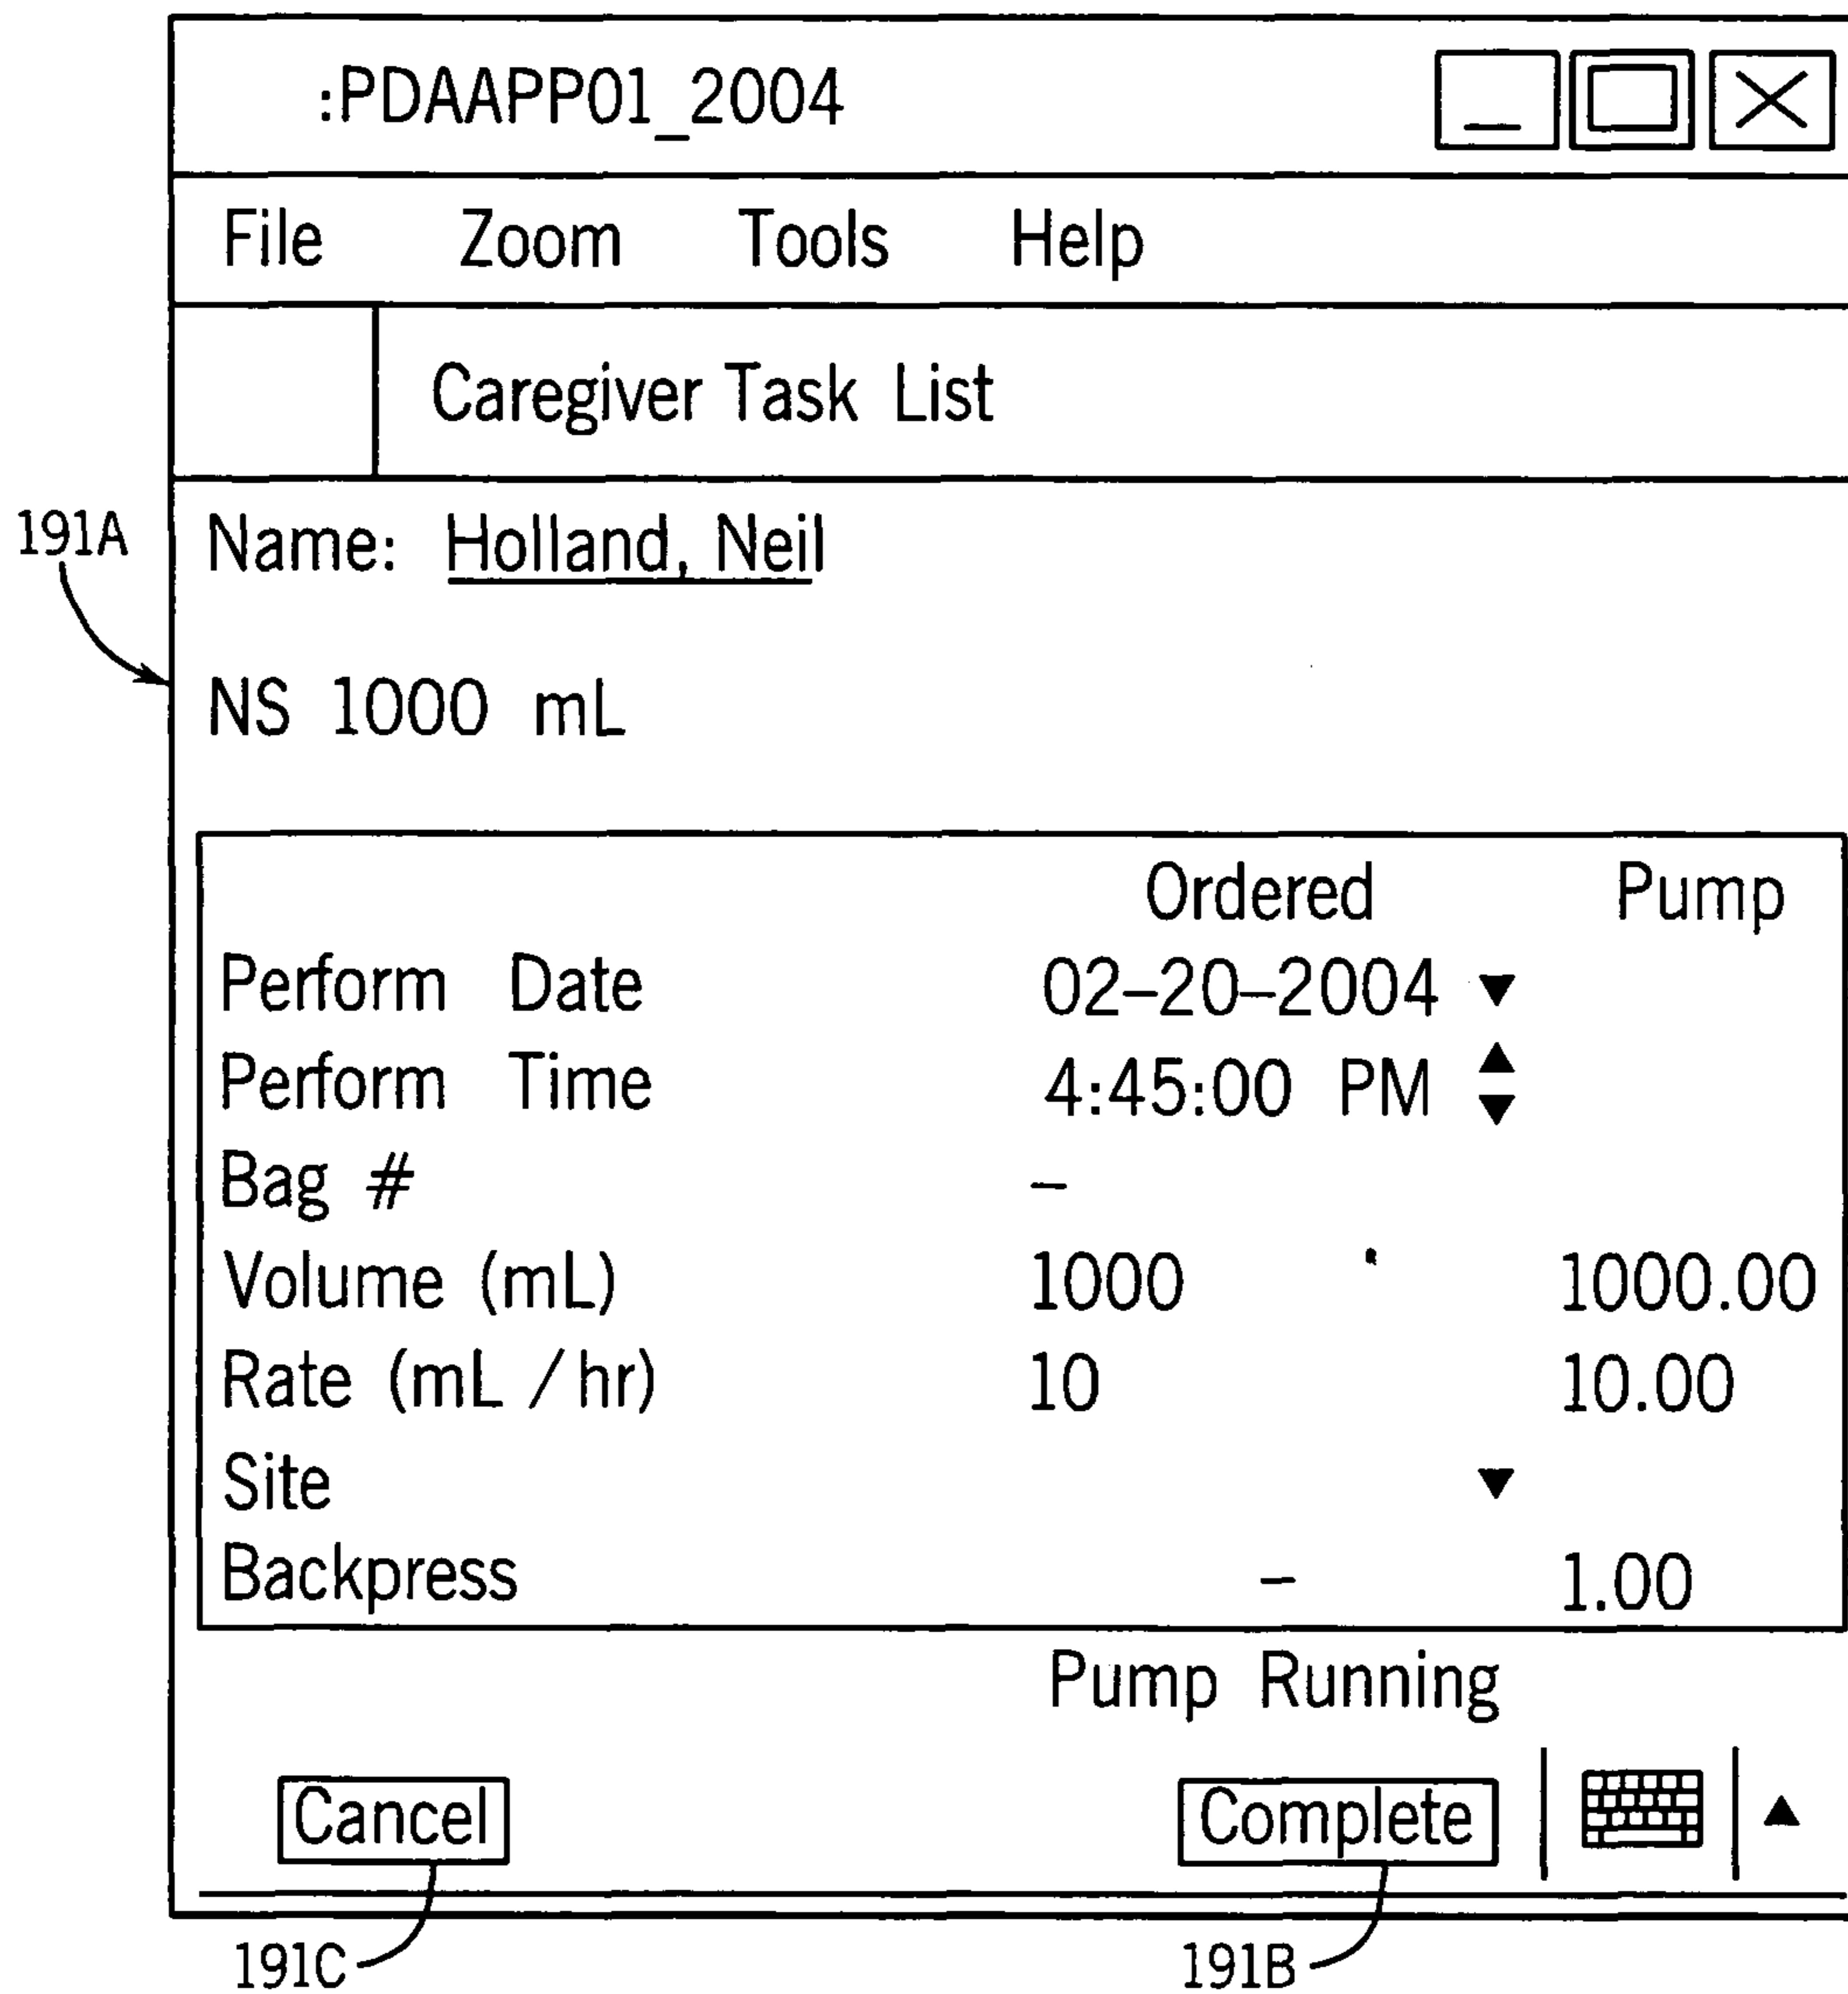 :PDAAPP01_2004
File Zoom Tools Help
Caregiver Task List
191A
Name: Holland, Neil
NS 1000 mL
Ordered Pump
Perform Date 02-20-2004 ▼
Perform Time 4:45:00 PM ▲▼
Bag # –
Volume (mL) 1000 1000.00
Rate (mL /hr) 10 10.00
Site ▼
Backpress – 1.00
Pump Running
Cancel Complete ▲
191C 191B